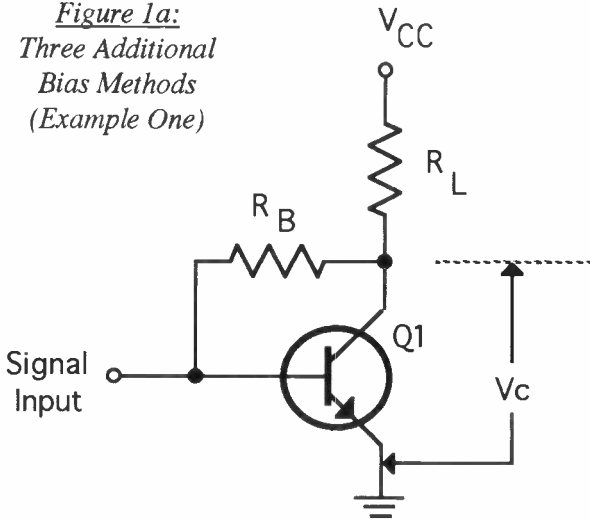 Figure 1a:
Three Additional
Bias Methods
(Example One)
VCC
RL
RB
Q1
Signal
Input
Vc